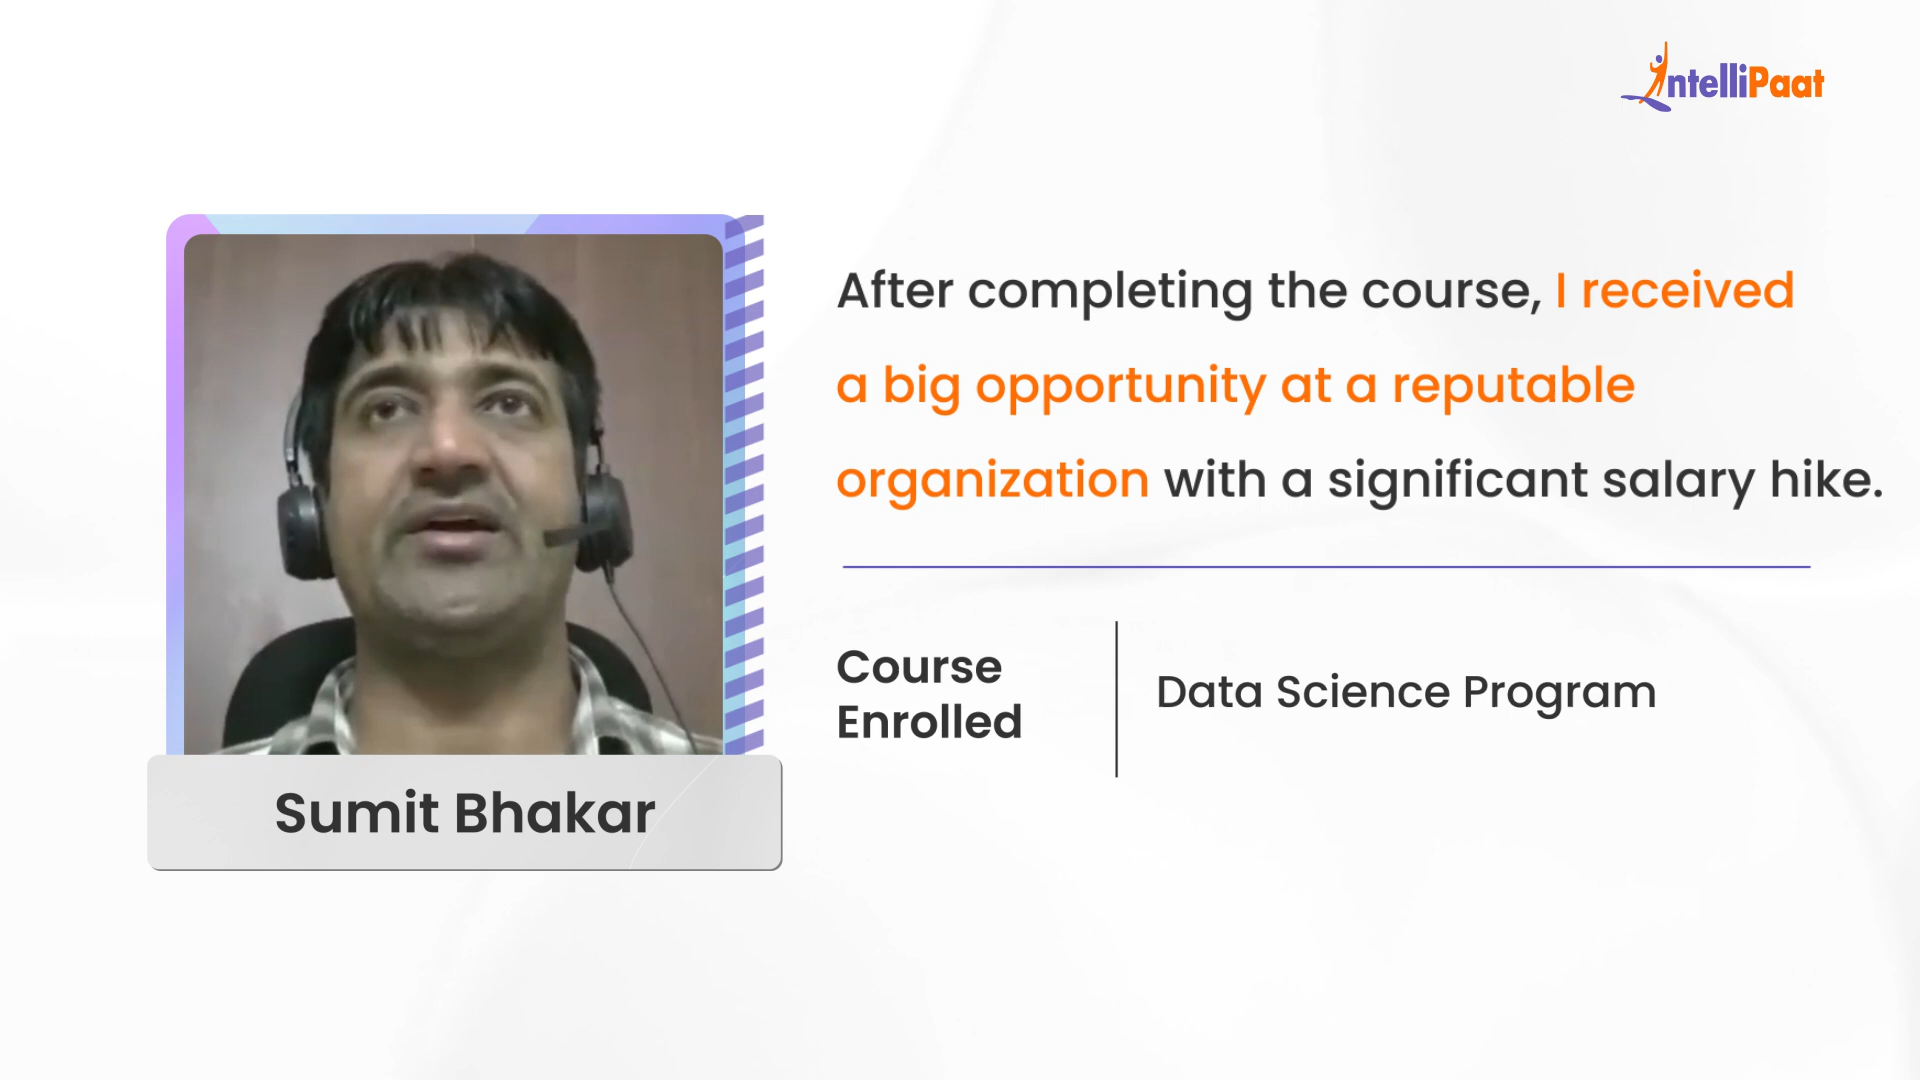 IntelliPaat
After completing the course, I received
a big opportunity at a reputable
organization with a significant salary hike.
Course
Enrolled
Data Science Program
Sumit Bhakar